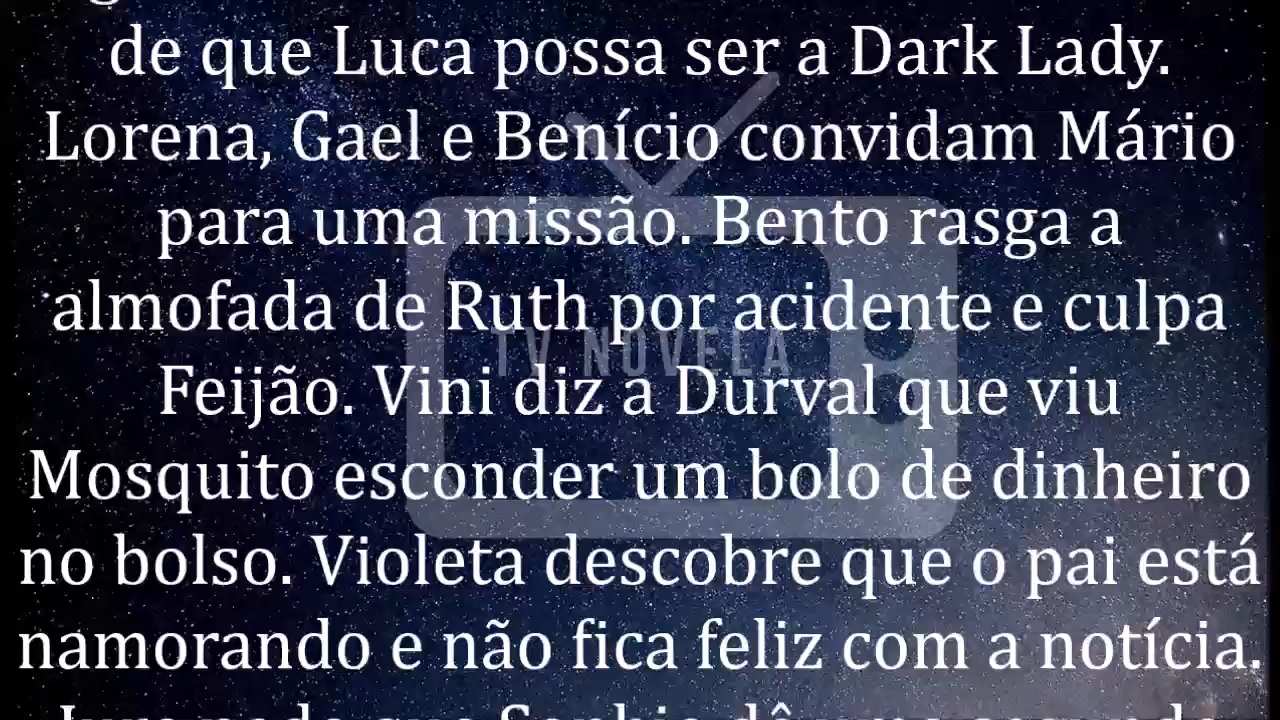 de que Luca possa ser a Dark Lady.
Lorena, Gael e Benício convidam Mário
para uma missão. Bento rasga a
almofada de Ruth por acidente e culpa
TV NOVELA
Feijão. Vini diz a Durval que viu
Mosquito esconder um bolo de dinheiro
no bolso. Violeta descobre que o pai está
namorando e não fica feliz com a notícia.